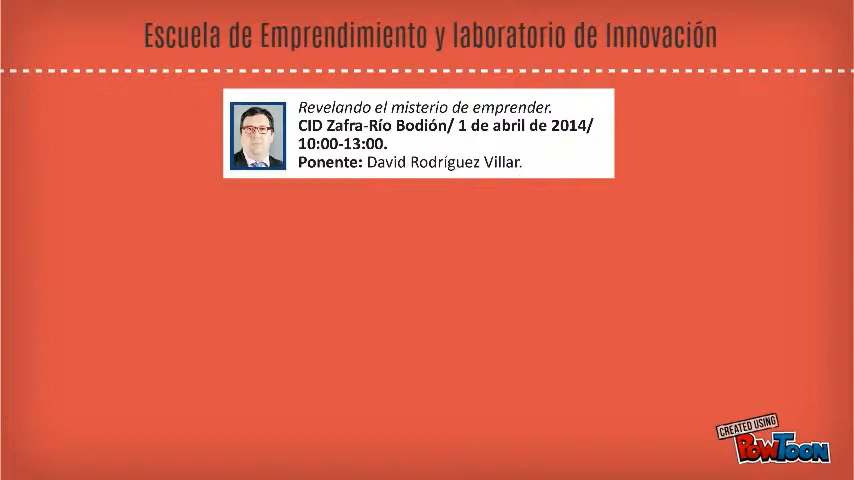 Escuela de Emprendimiento y laboratorio de Innovación
Revelando el misterio de emprender.
CID Zafra-Río Bodión/ 1 de abril de 2014/
10:00-13:00.
Ponente: David Rodríguez Villar.
CREATED USING
POWTOON